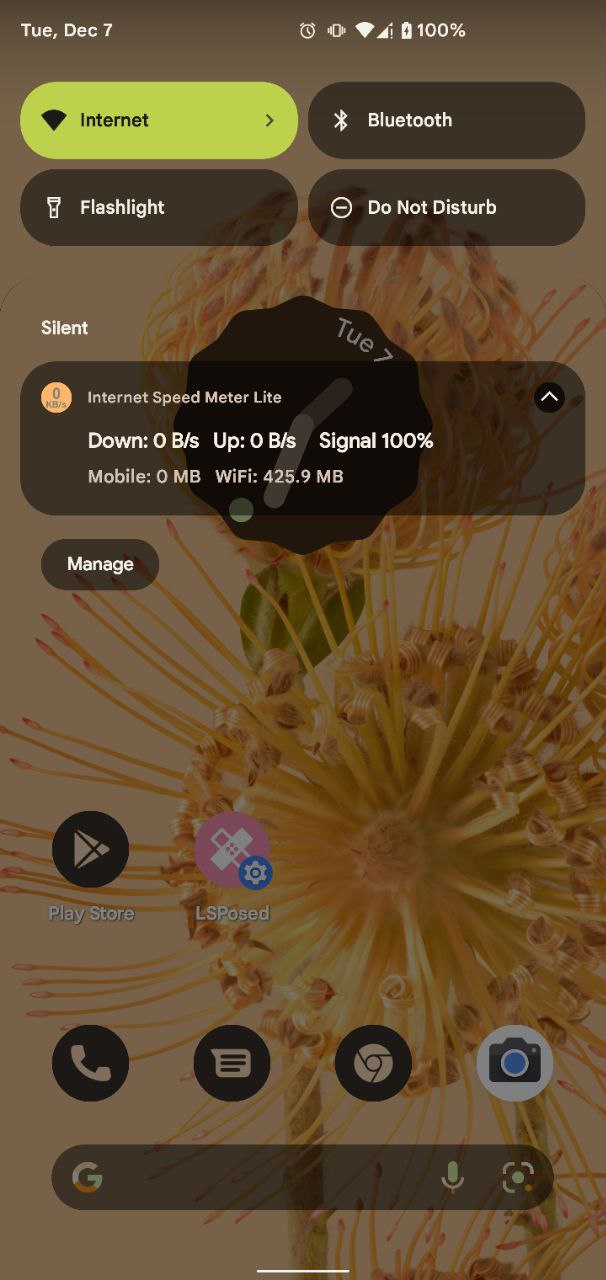 Tue, Dec 7 100%
Internet
Bluetooth
Flashlight
Do Not Disturb
Silent
Tue 7
0
KB/s
Internet Speed Meter Lite
Down: 0 B/s Up: 0 B/s Signal 100%
Mobile: 0 MB WiFi: 425.9 MB
Manage
Play Store
LSPosed